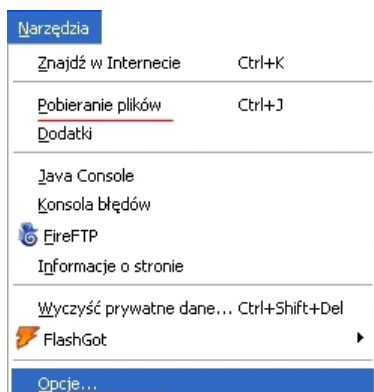 Narzędzia
Znajdź w Internecie Ctrl+K
Pobieranie plików Ctrl+J
Dodatki
Java Console
Konsola błędów
FireFTP
Informacje o stronie
Wyczyść prywatne dane... Ctrl+Shift+Del
FlashGot
Opcje...